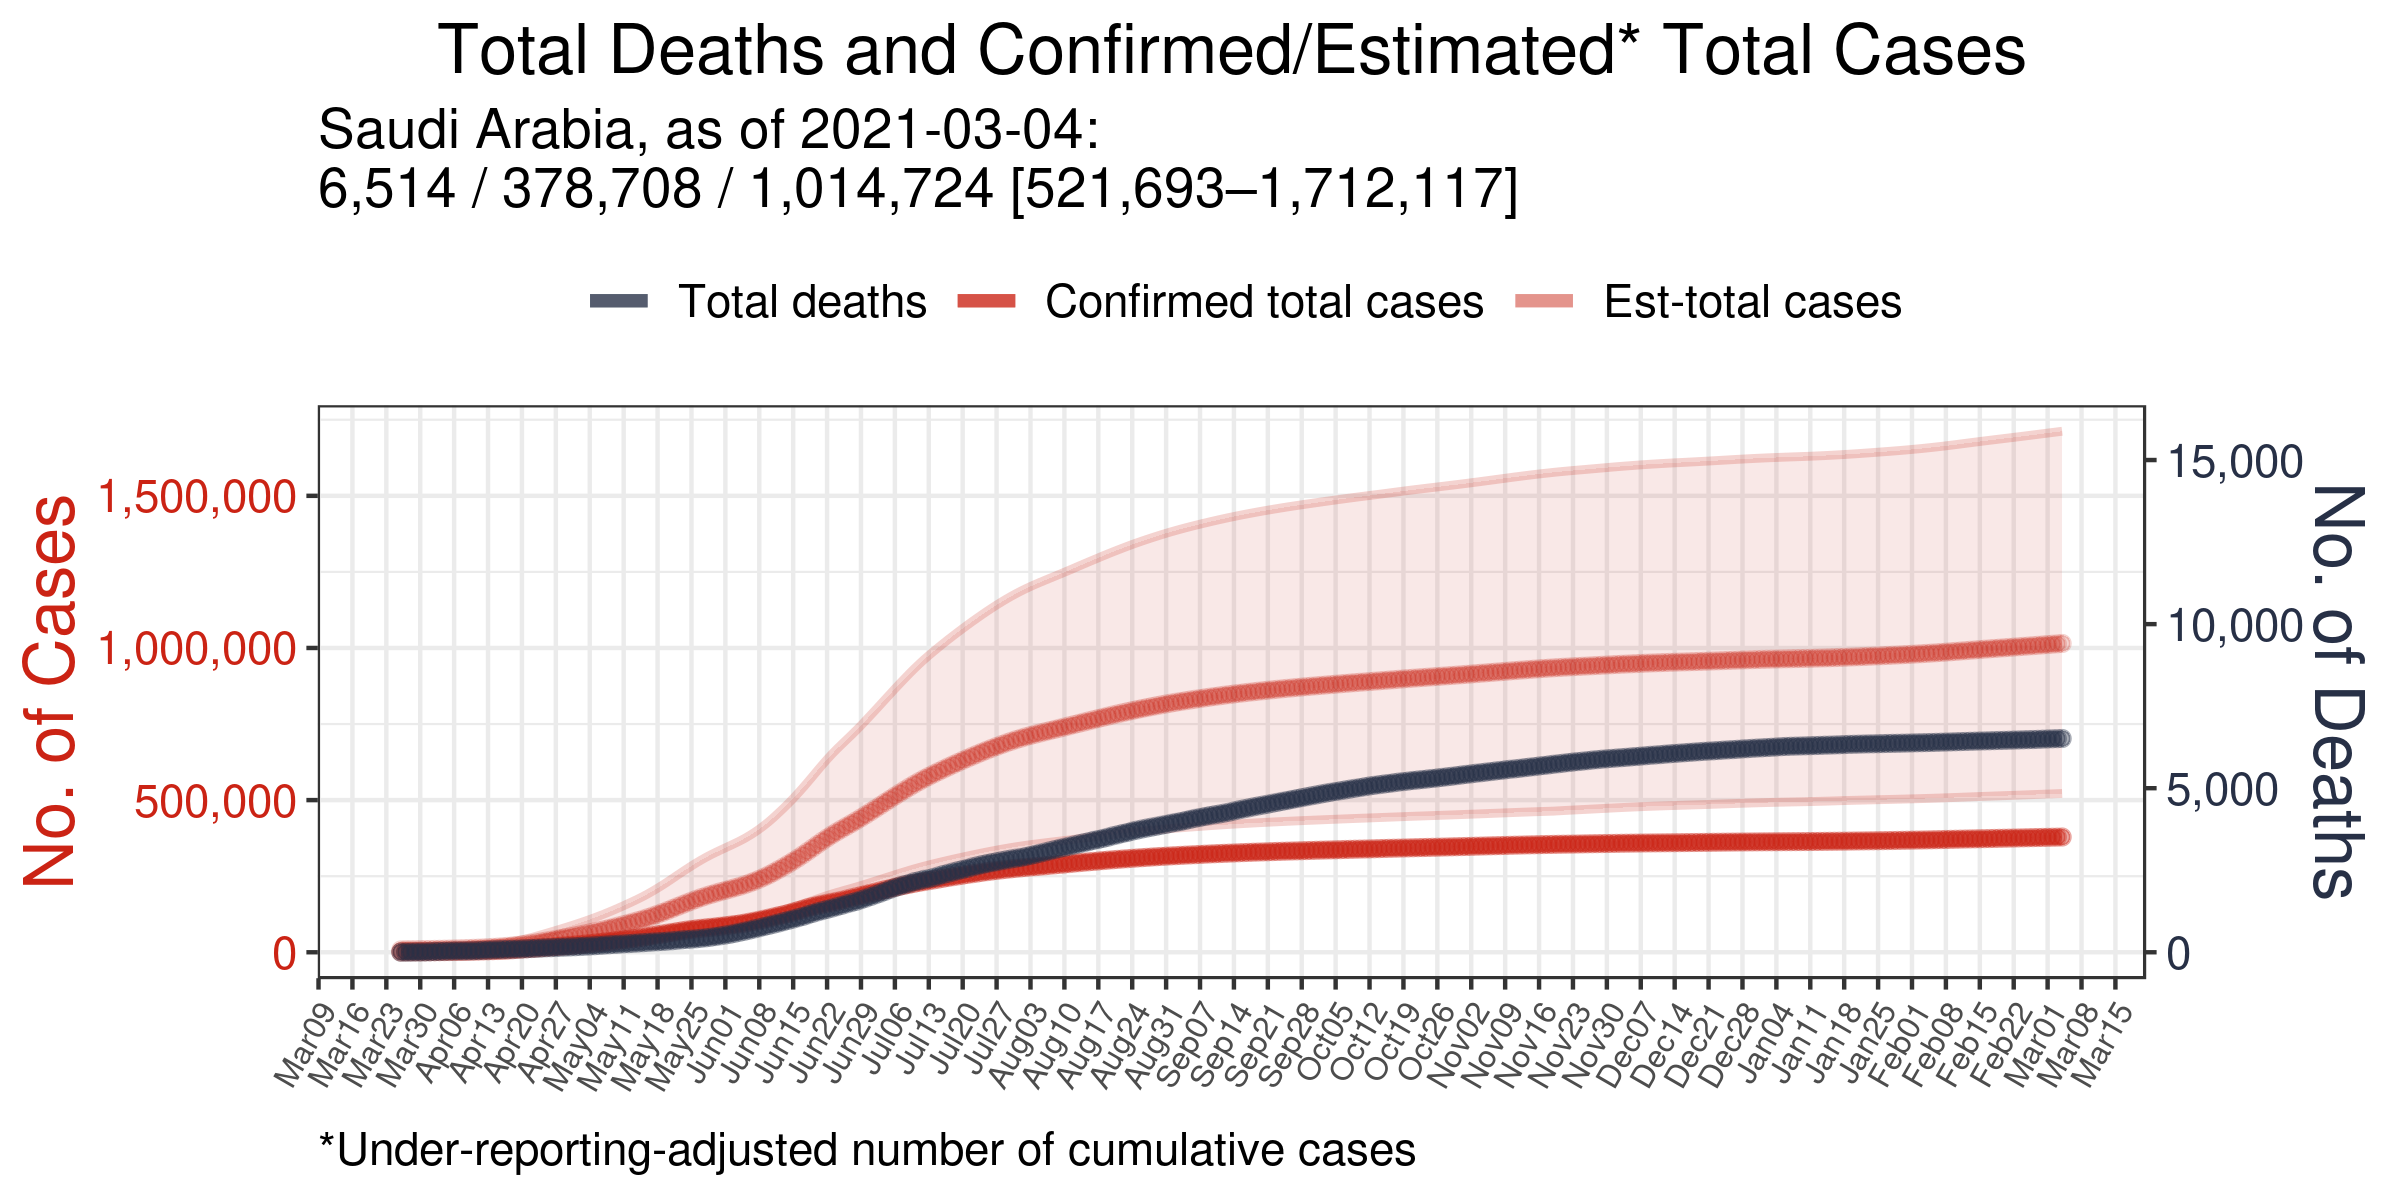 Total Deaths and Confirmed/Estimated* Total Cases
Saudi Arabia, as of 2021-03-04:
6,514 / 378,708 / 1,014,724 [521,693–1,712,117]
Total deaths
Confirmed total cases
Est-total cases
No. of Cases
1,500,000
1,000,000
500,000
0
15,000
10,000
5,000
0
No. of Deaths
Mar09
Mar16
Mar23
Mar30
Apr06
Apr13
Apr20
Apr27
May04
May11
May18
May25
Jun01
Jun08
Jun15
Jun22
Jun29
Jul06
Jul13
Jul20
Jul27
Aug03
Aug10
Aug17
Aug24
Aug31
Sep07
Sep14
Sep21
Sep28
Oct05
Oct12
Oct19
Oct26
Nov02
Nov09
Nov16
Nov23
Nov30
Dec07
Dec14
Dec21
Dec28
Jan04
Jan11
Jan18
Jan25
Feb01
Feb08
Feb15
Feb22
Mar01
Mar08
Mar15
*Under-reporting-adjusted number of cumulative cases